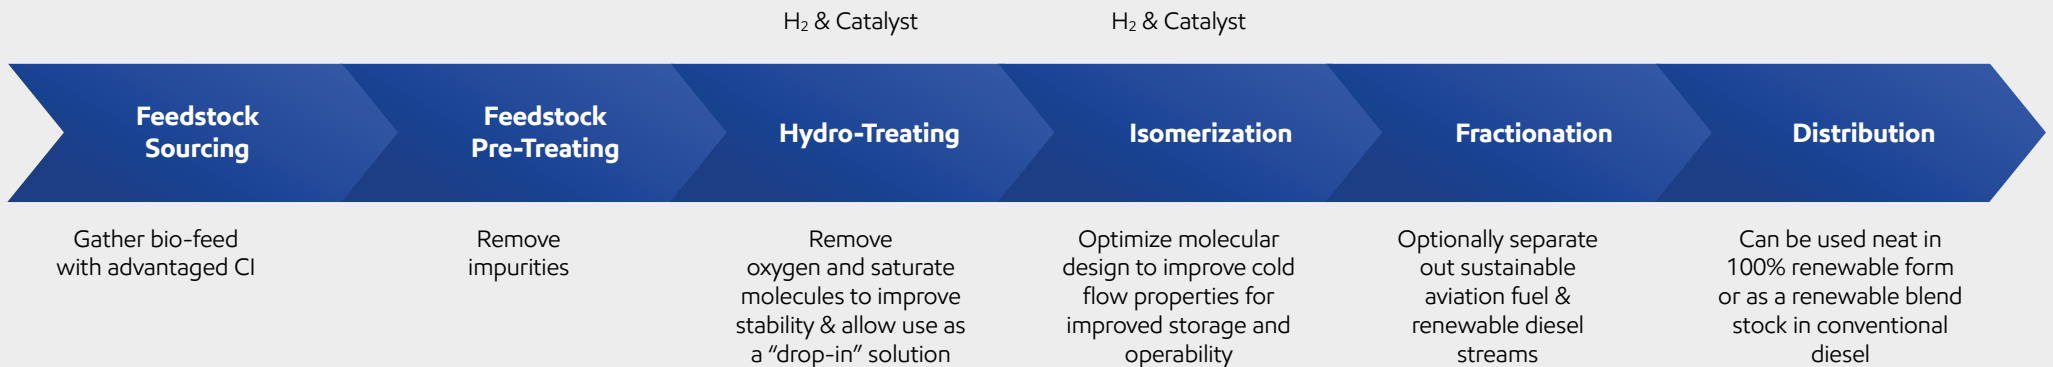 H₂ & Catalyst
H₂ & Catalyst
Feedstock
Sourcing
Feedstock
Pre-Treating
Hydro-Treating
Isomerization
Fractionation
Distribution
Gather bio-feed
with advantaged CI
Remove
impurities
Remove
oxygen and saturate
molecules to improve
stability & allow use as
a “drop-in” solution
Optimize molecular
design to improve cold
flow properties for
improved storage and
operability
Optionally separate
out sustainable
aviation fuel &
renewable diesel
streams
Can be used neat in
100% renewable form
or as a renewable blend
stock in conventional
diesel